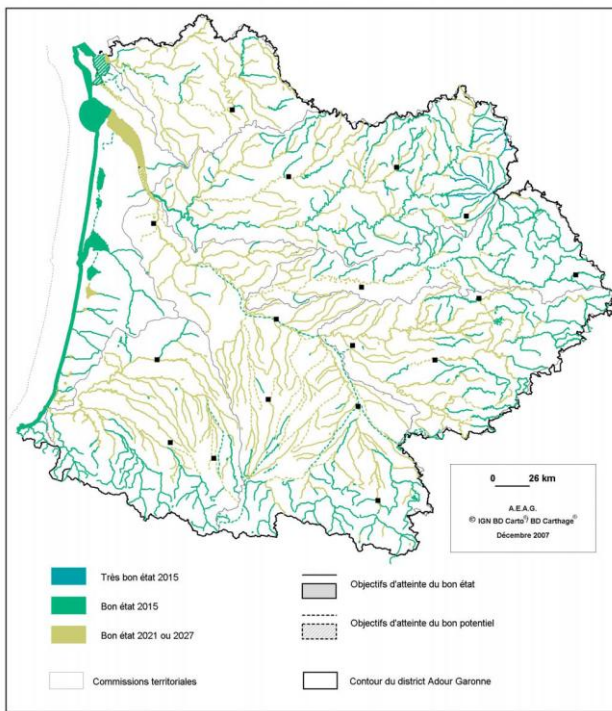 0 26 km
A.E.A.G.
© IGN BD Carto®/ BD Carthage®
Décembre 2007
Très bon état 2015
Objectifs d'atteinte du bon état
Bon état 2015
Objectifs d'atteinte du bon potentiel
Bon état 2021 ou 2027
Commissions territoriales
Contour du district Adour Garonne